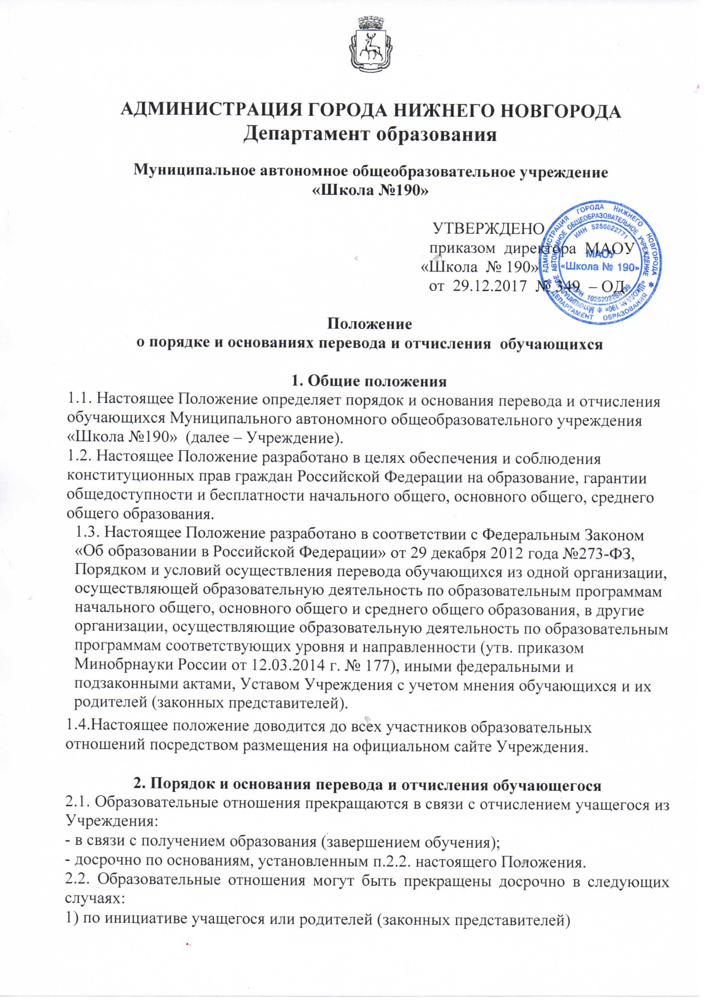 АДМИНИСТРАЦИЯ ГОРОДА НИЖНЕГО НОВГОРОДА
Департамент образования
Муниципальное автономное общеобразовательное учреждение
«Школа №190»
УТВЕРЖДЕНО
приказом директора МАОУ
«Школа № 190»
от 29.12.2017 № 349 – ОД
АДМИНИСТРАЦИЯ ГОРОДА НИЖНЕГО НОВГОРОДА * ДЕПАРТАМЕНТ ОБРАЗОВАНИЯ *
МУНИЦИПАЛЬНОЕ АВТОНОМНОЕ ОБЩЕОБРАЗОВАТЕЛЬНОЕ УЧРЕЖДЕНИЕ «ШКОЛА № 190» *
ИНН 5256022771
МАОУ
«Школа № 190»
Положение
о порядке и основаниях перевода и отчисления обучающихся
1. Общие положения
1.1. Настоящее Положение определяет порядок и основания перевода и отчисления
обучающихся Муниципального автономного общеобразовательного учреждения
«Школа №190» (далее – Учреждение).
1.2. Настоящее Положение разработано в целях обеспечения и соблюдения
конституционных прав граждан Российской Федерации на образование, гарантии
общедоступности и бесплатности начального общего, основного общего, среднего
общего образования.
1.3. Настоящее Положение разработано в соответствии с Федеральным Законом
«Об образовании в Российской Федерации» от 29 декабря 2012 года №273-ФЗ,
Порядком и условий осуществления перевода обучающихся из одной организации,
осуществляющей образовательную деятельность по образовательным программам
начального общего, основного общего и среднего общего образования, в другие
организации, осуществляющие образовательную деятельность по образовательным
программам соответствующих уровня и направленности (утв. приказом
Минобрнауки России от 12.03.2014 г. № 177), иными федеральными и
подзаконными актами, Уставом Учреждения с учетом мнения обучающихся и их
родителей (законных представителей).
1.4.Настоящее положение доводится до всех участников образовательных
отношений посредством размещения на официальном сайте Учреждения.
2. Порядок и основания перевода и отчисления обучающегося
2.1. Образовательные отношения прекращаются в связи с отчислением учащегося из
Учреждения:
- в связи с получением образования (завершением обучения);
- досрочно по основаниям, установленным п.2.2. настоящего Положения.
2.2. Образовательные отношения могут быть прекращены досрочно в следующих
случаях:
1) по инициативе учащегося или родителей (законных представителей)